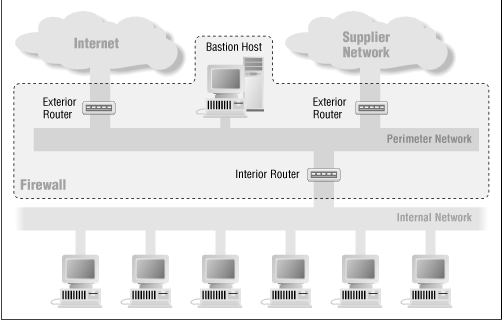 Internet
Bastion Host
Supplier
Network
Exterior
Router
Exterior
Router
Perimeter Network
Interior Router
Firewall
Internal Network